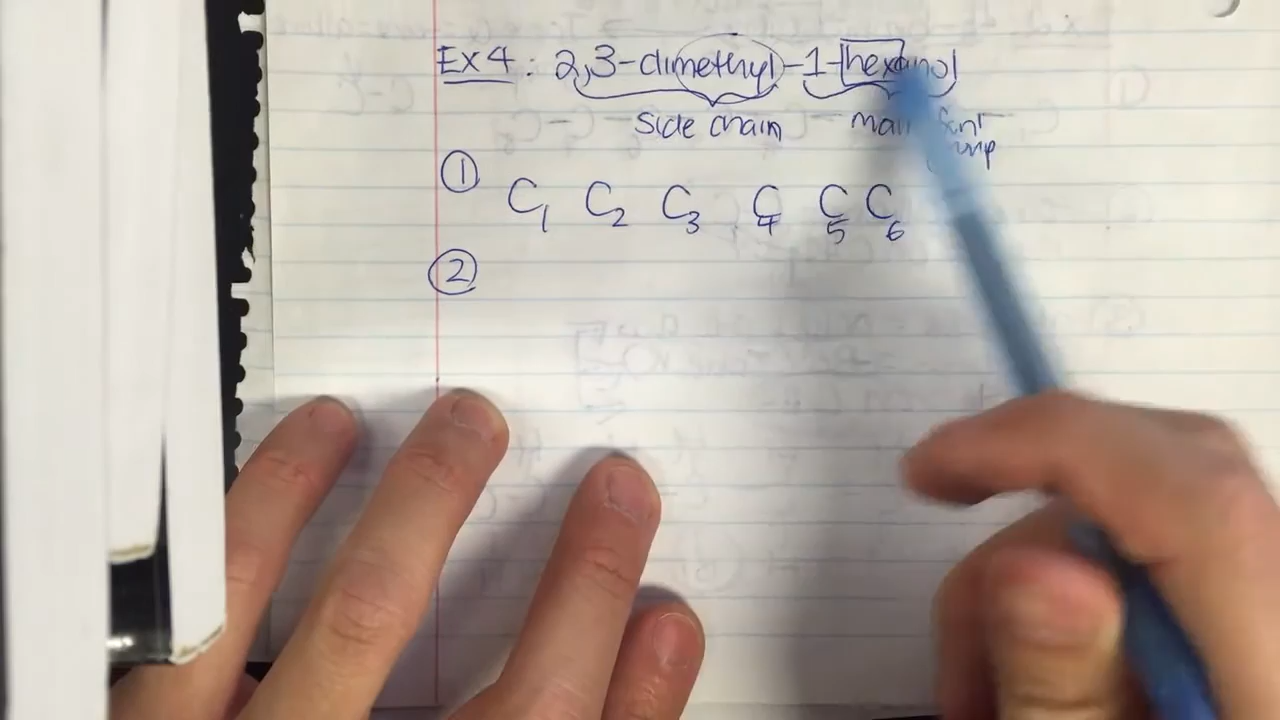 Ex 4 : 2,3-dimethyl-1-hexanol
side chain
① C1 C2 C3 C4 C5 C6
②